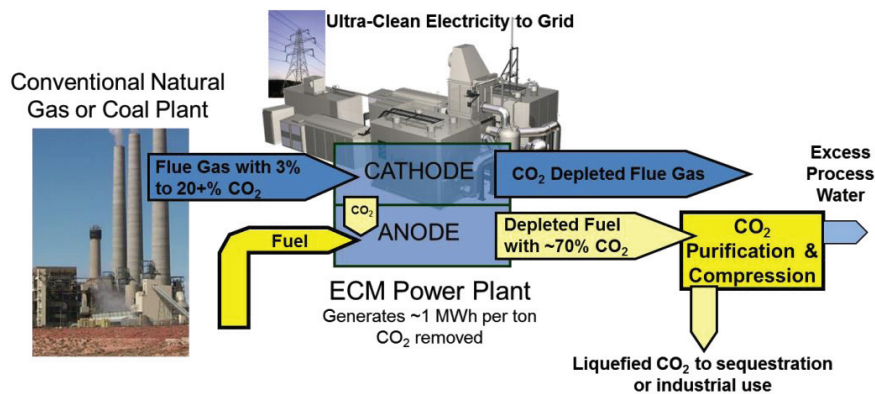 Ultra-Clean Electricity to Grid
Conventional Natural
Gas or Coal Plant
Flue Gas with 3%
to 20+% CO₂
CATHODE
CO₂ Depleted Flue Gas
Excess
Process
Water
CO₂
Fuel
ANODE
Depleted Fuel
with ~70% CO₂
CO₂
Purification &
Compression
ECM Power Plant
Generates ~1 MWh per ton
CO₂ removed
Liquefied CO₂ to sequestration
or industrial use